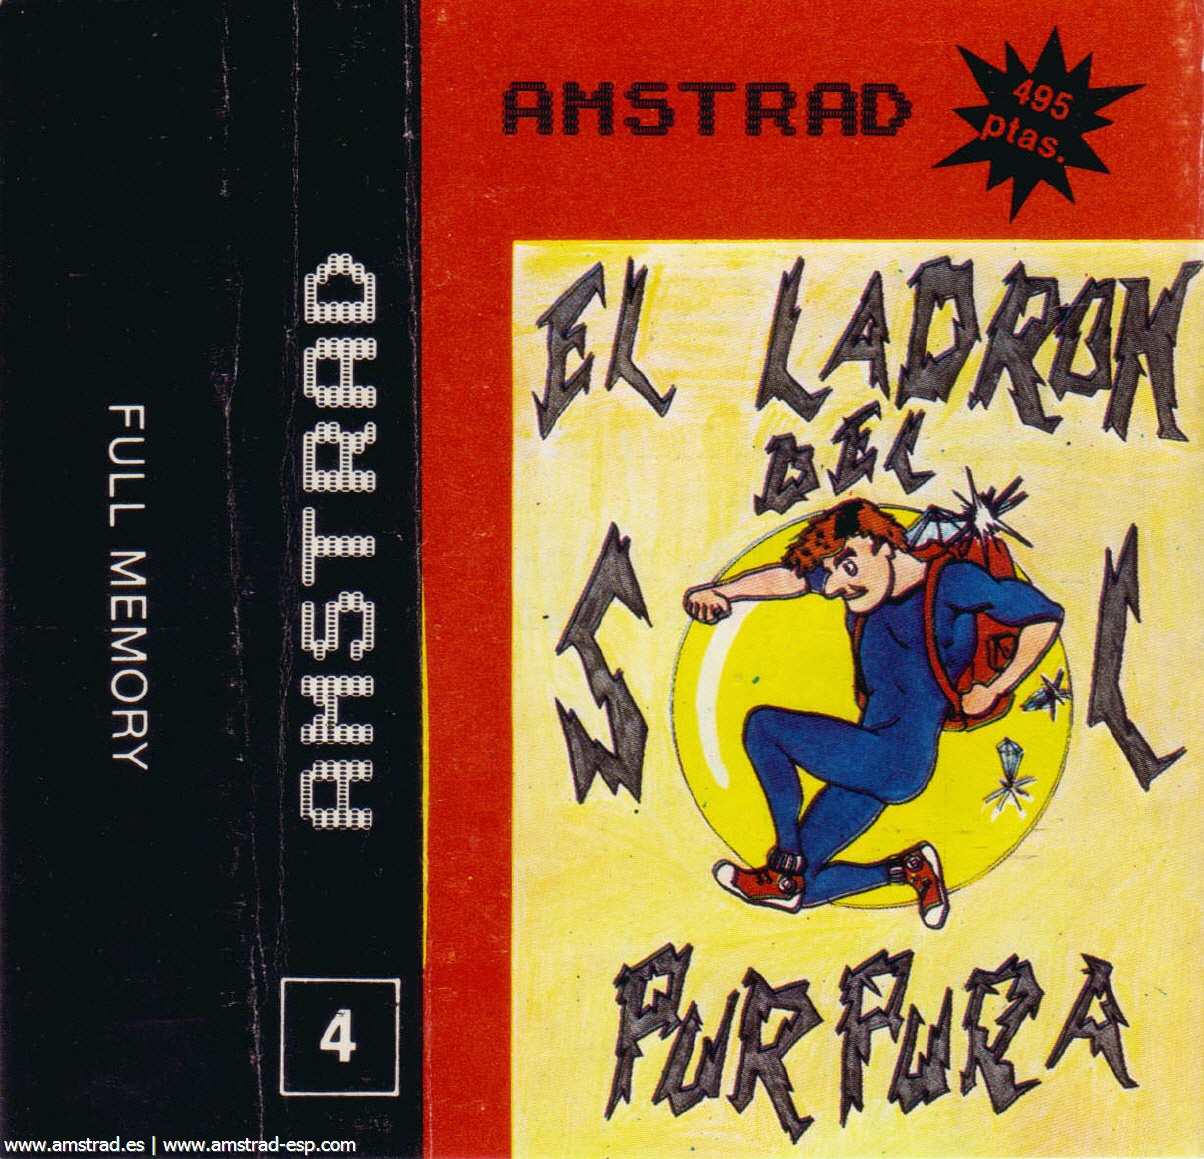 FULL MEMORY
AMSTRAD
4
AMSTRAD
495
ptas.
EL LADRON
DEL
SOL
PURPURA
www.amstrad.es | www.amstrad-esp.com